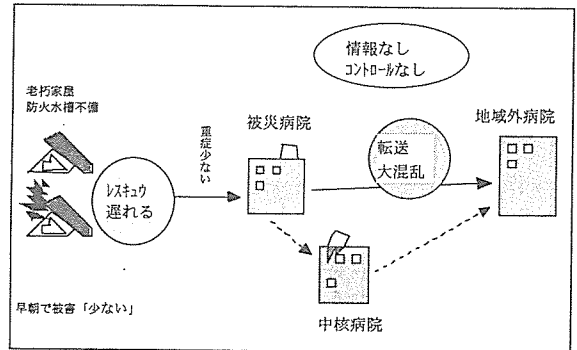 情報なし
コントロールなし
老朽家屋
防火水槽不備
重症少ない
被災病院
地域外病院
転送
大混乱
レスキュウ
遅れる
中核病院
早朝で被害「少ない」